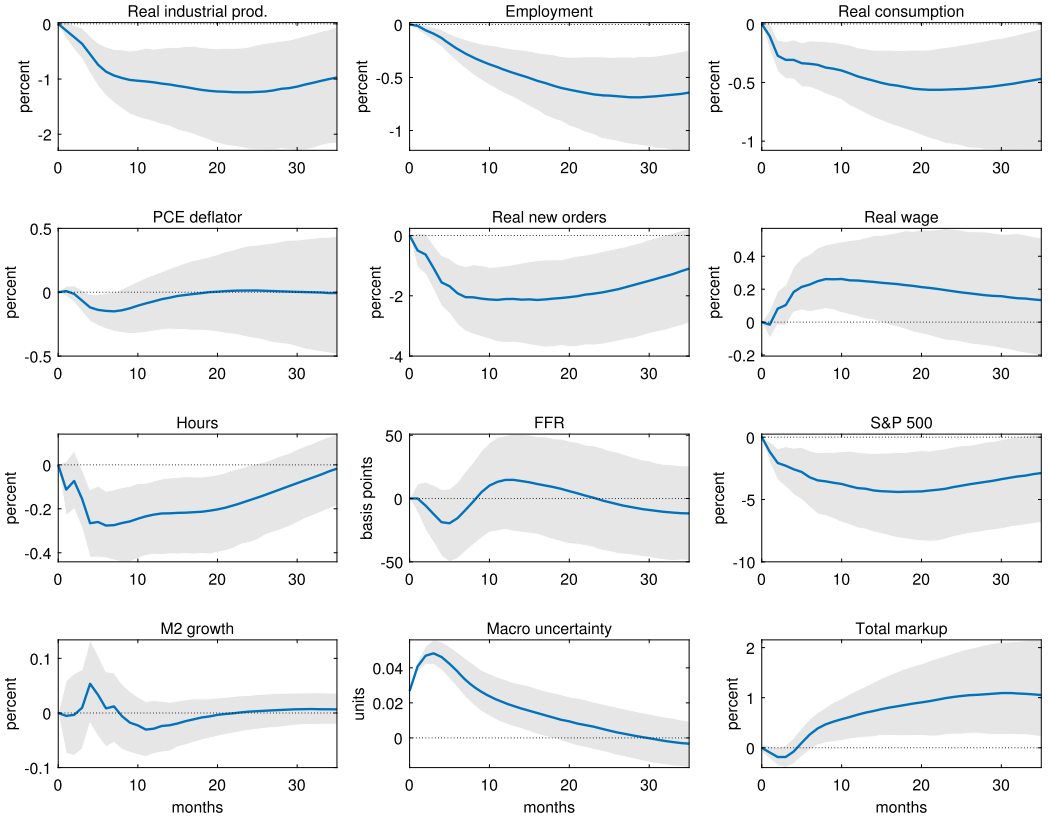 Real industrial prod.
percent
0
-1
-2
0 10 20 30
Employment
percent
0
-0.5
-1
0 10 20 30
Real consumption
percent
0
-0.5
-1
0 10 20 30
PCE deflator
percent
0.5
0
-0.5
0 10 20 30
Real new orders
percent
0
-2
-4
0 10 20 30
Real wage
percent
0.4
0.2
0
-0.2
0 10 20 30
Hours
percent
0
-0.2
-0.4
0 10 20 30
FFR
basis points
50
0
-50
0 10 20 30
S&P 500
percent
0
-5
-10
0 10 20 30
M2 growth
percent
0.1
0
-0.1
0 10 20 30
months
Macro uncertainty
units
0.04
0.02
0
0 10 20 30
months
Total markup
percent
2
1
0
0 10 20 30
months